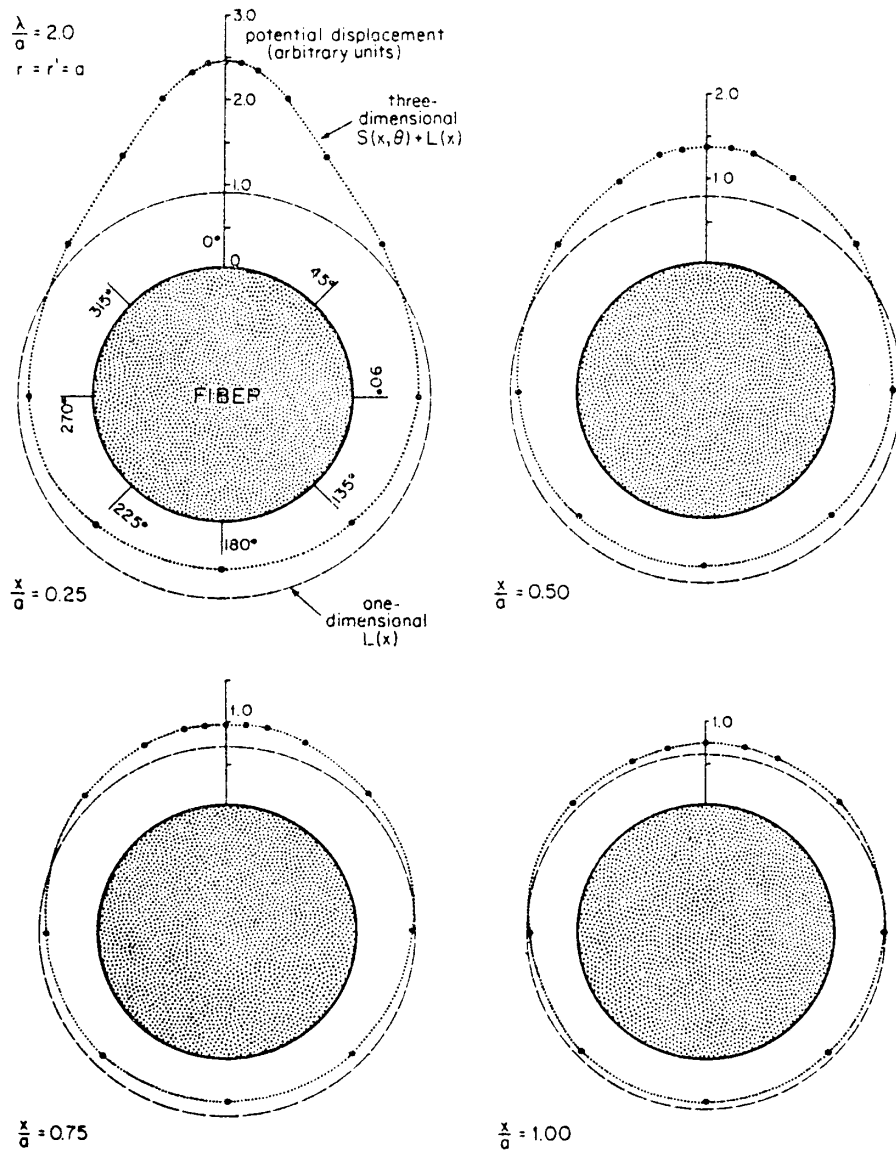 λ/a = 2.0
r = r' = a
3.0
potential displacement
(arbitrary units)
2.0
three-
dimensional
S(x,θ) + L(x)
1.0
0°
0
45°
315°
FIBER
90°
270°
135°
225°
180°
x/a = 0.25
one-
dimensional
L(x)
2.0
1.0
x/a = 0.50
1.0
x/a = 0.75
1.0
x/a = 1.00